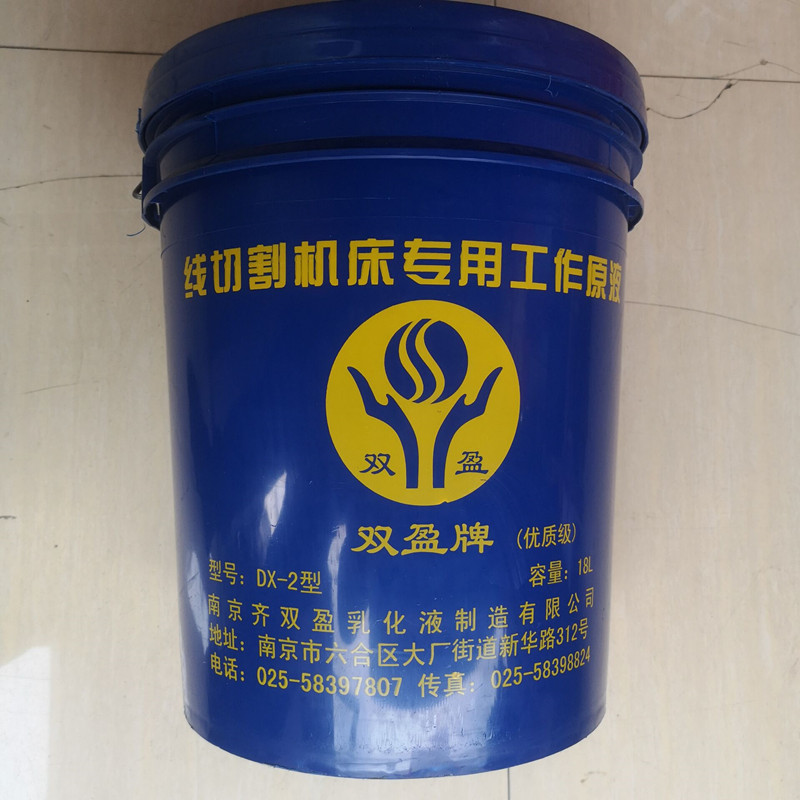 线切割机床专用工作原液
双 盈
双盈牌 (优质级)
型号: DX-2型 容量: 18L
南京齐双盈乳化液制造有限公司
地址: 南京市六合区大厂街道新华路312号
电话: 025-58397807 传真: 025-58398824